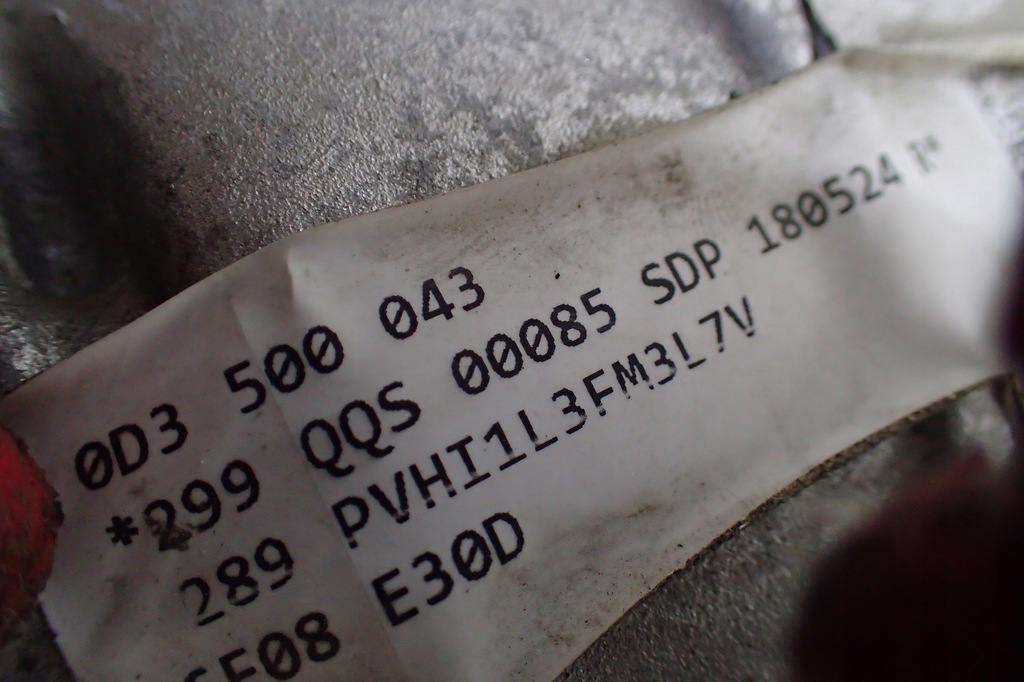 0D3 500 043
*299 QQS 00085 SDP 180524
289 PVHI1L3FM3L7V
E30D